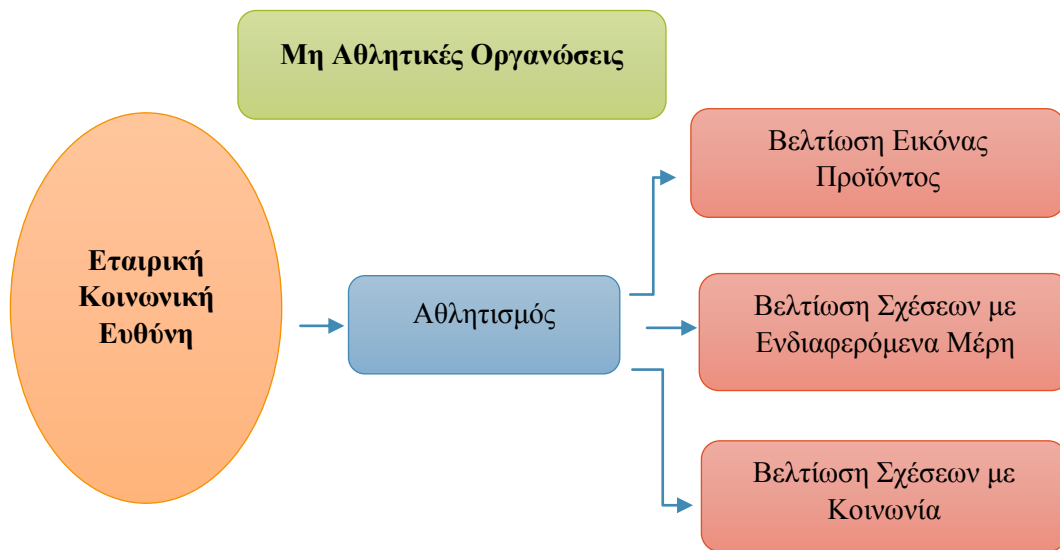 Μη Αθλητικές Οργανώσεις
Εταιρική
Κοινωνική
Ευθύνη
Αθλητισμός
Βελτίωση Εικόνας
Προϊόντος
Βελτίωση Σχέσεων με
Ενδιαφερόμενα Μέρη
Βελτίωση Σχέσεων με
Κοινωνία